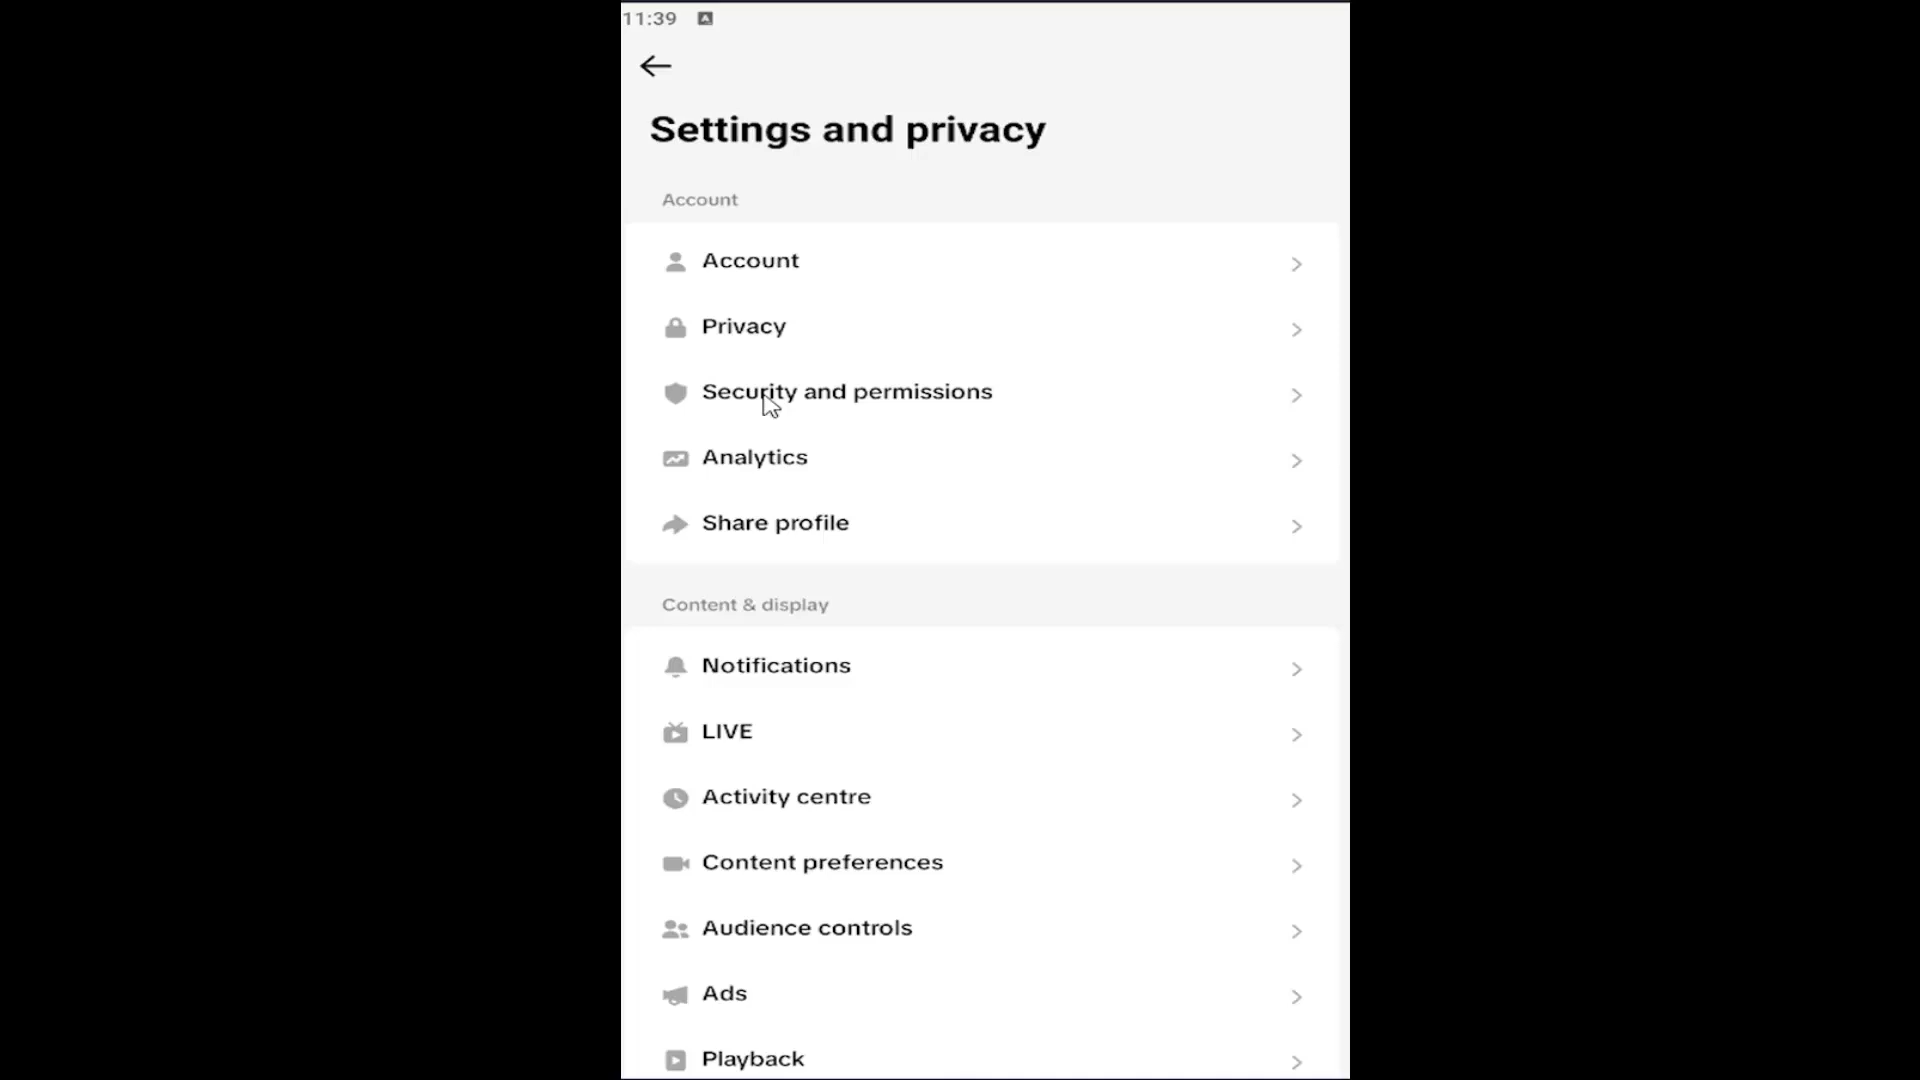 11:39
Settings and privacy
Account
Account
Privacy
Security and permissions
Analytics
Share profile
Content & display
Notifications
LIVE
Activity centre
Content preferences
Audience controls
Ads
Playback